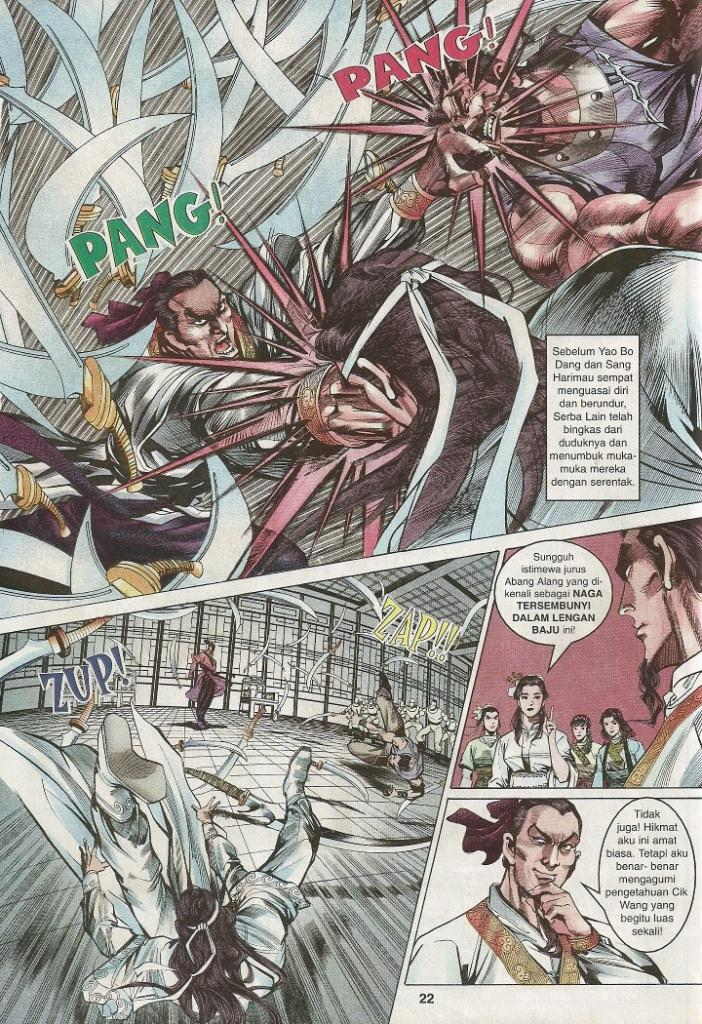 PANG!
PANG!
Sebelum Yao Bo
Dang dan Sang
Harimau sempat
menguasai diri
dan berundur,
Serba Lain telah
bingkas dari
duduknya dan
menumbuk muka-
muka mereka
dengan serentak.
ZUP!
ZAP!!
Sungguh
istimewa jurus
Abang Alang yang di-
kenali sebagai NAGA
TERSEMBUNYI
DALAM LENGAN
BAJU ini!
Tidak
juga! Hikmat
aku ini amat
biasa. Tetapi aku
benar- benar
mengagumi
pengetahuan Cik
Wang yang
begitu luas
sekali!
22